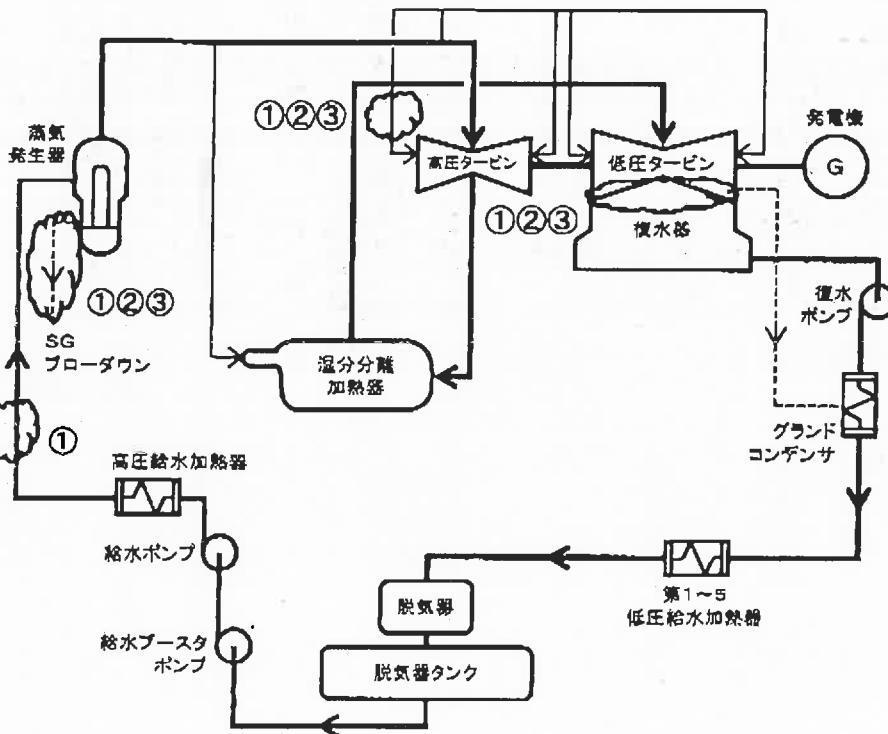 蒸気
発生器
①②③
高圧タービン
低圧タービン
発電機
G
①②③
復水器
①②③
SG
ブローダウン
復水
ポンプ
湿分分離
加熱器
グランド
コンデンサ
①
高圧給水加熱器
給水ポンプ
第1~5
低圧給水加熱器
脱気器
給水ブースタ
ポンプ
脱気器タンク